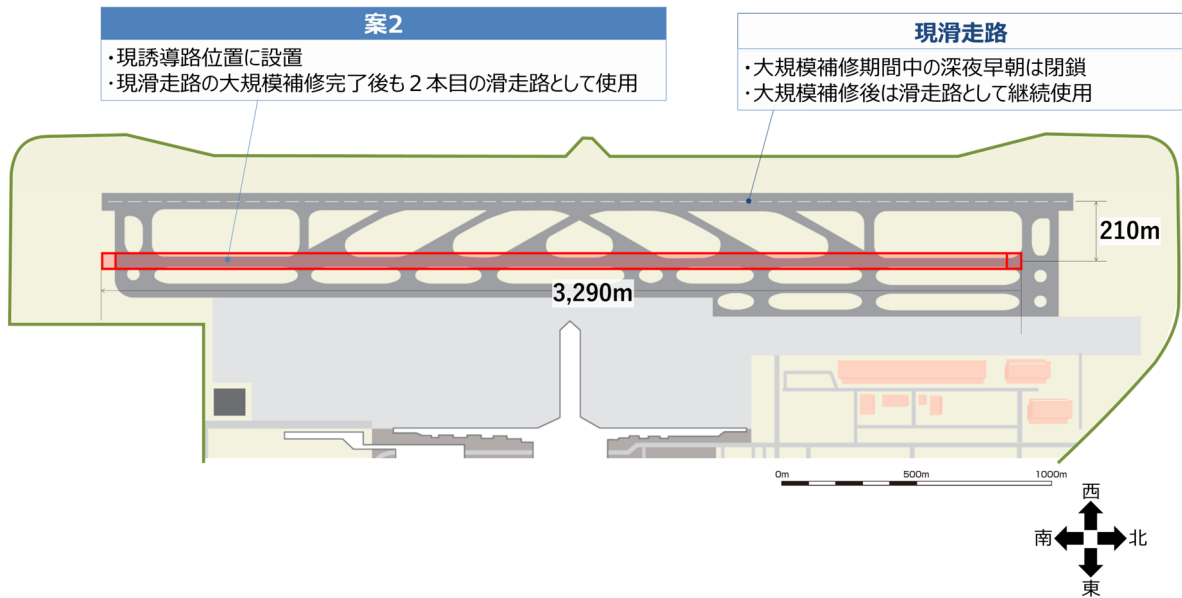 案2
・現誘導路位置に設置
・現滑走路の大規模補修完了後も２本目の滑走路として使用
現滑走路
・大規模補修期間中の深夜早朝は閉鎖
・大規模補修後は滑走路として継続使用
210m
3,290m
0m 500m 1000m
西
南 北
東